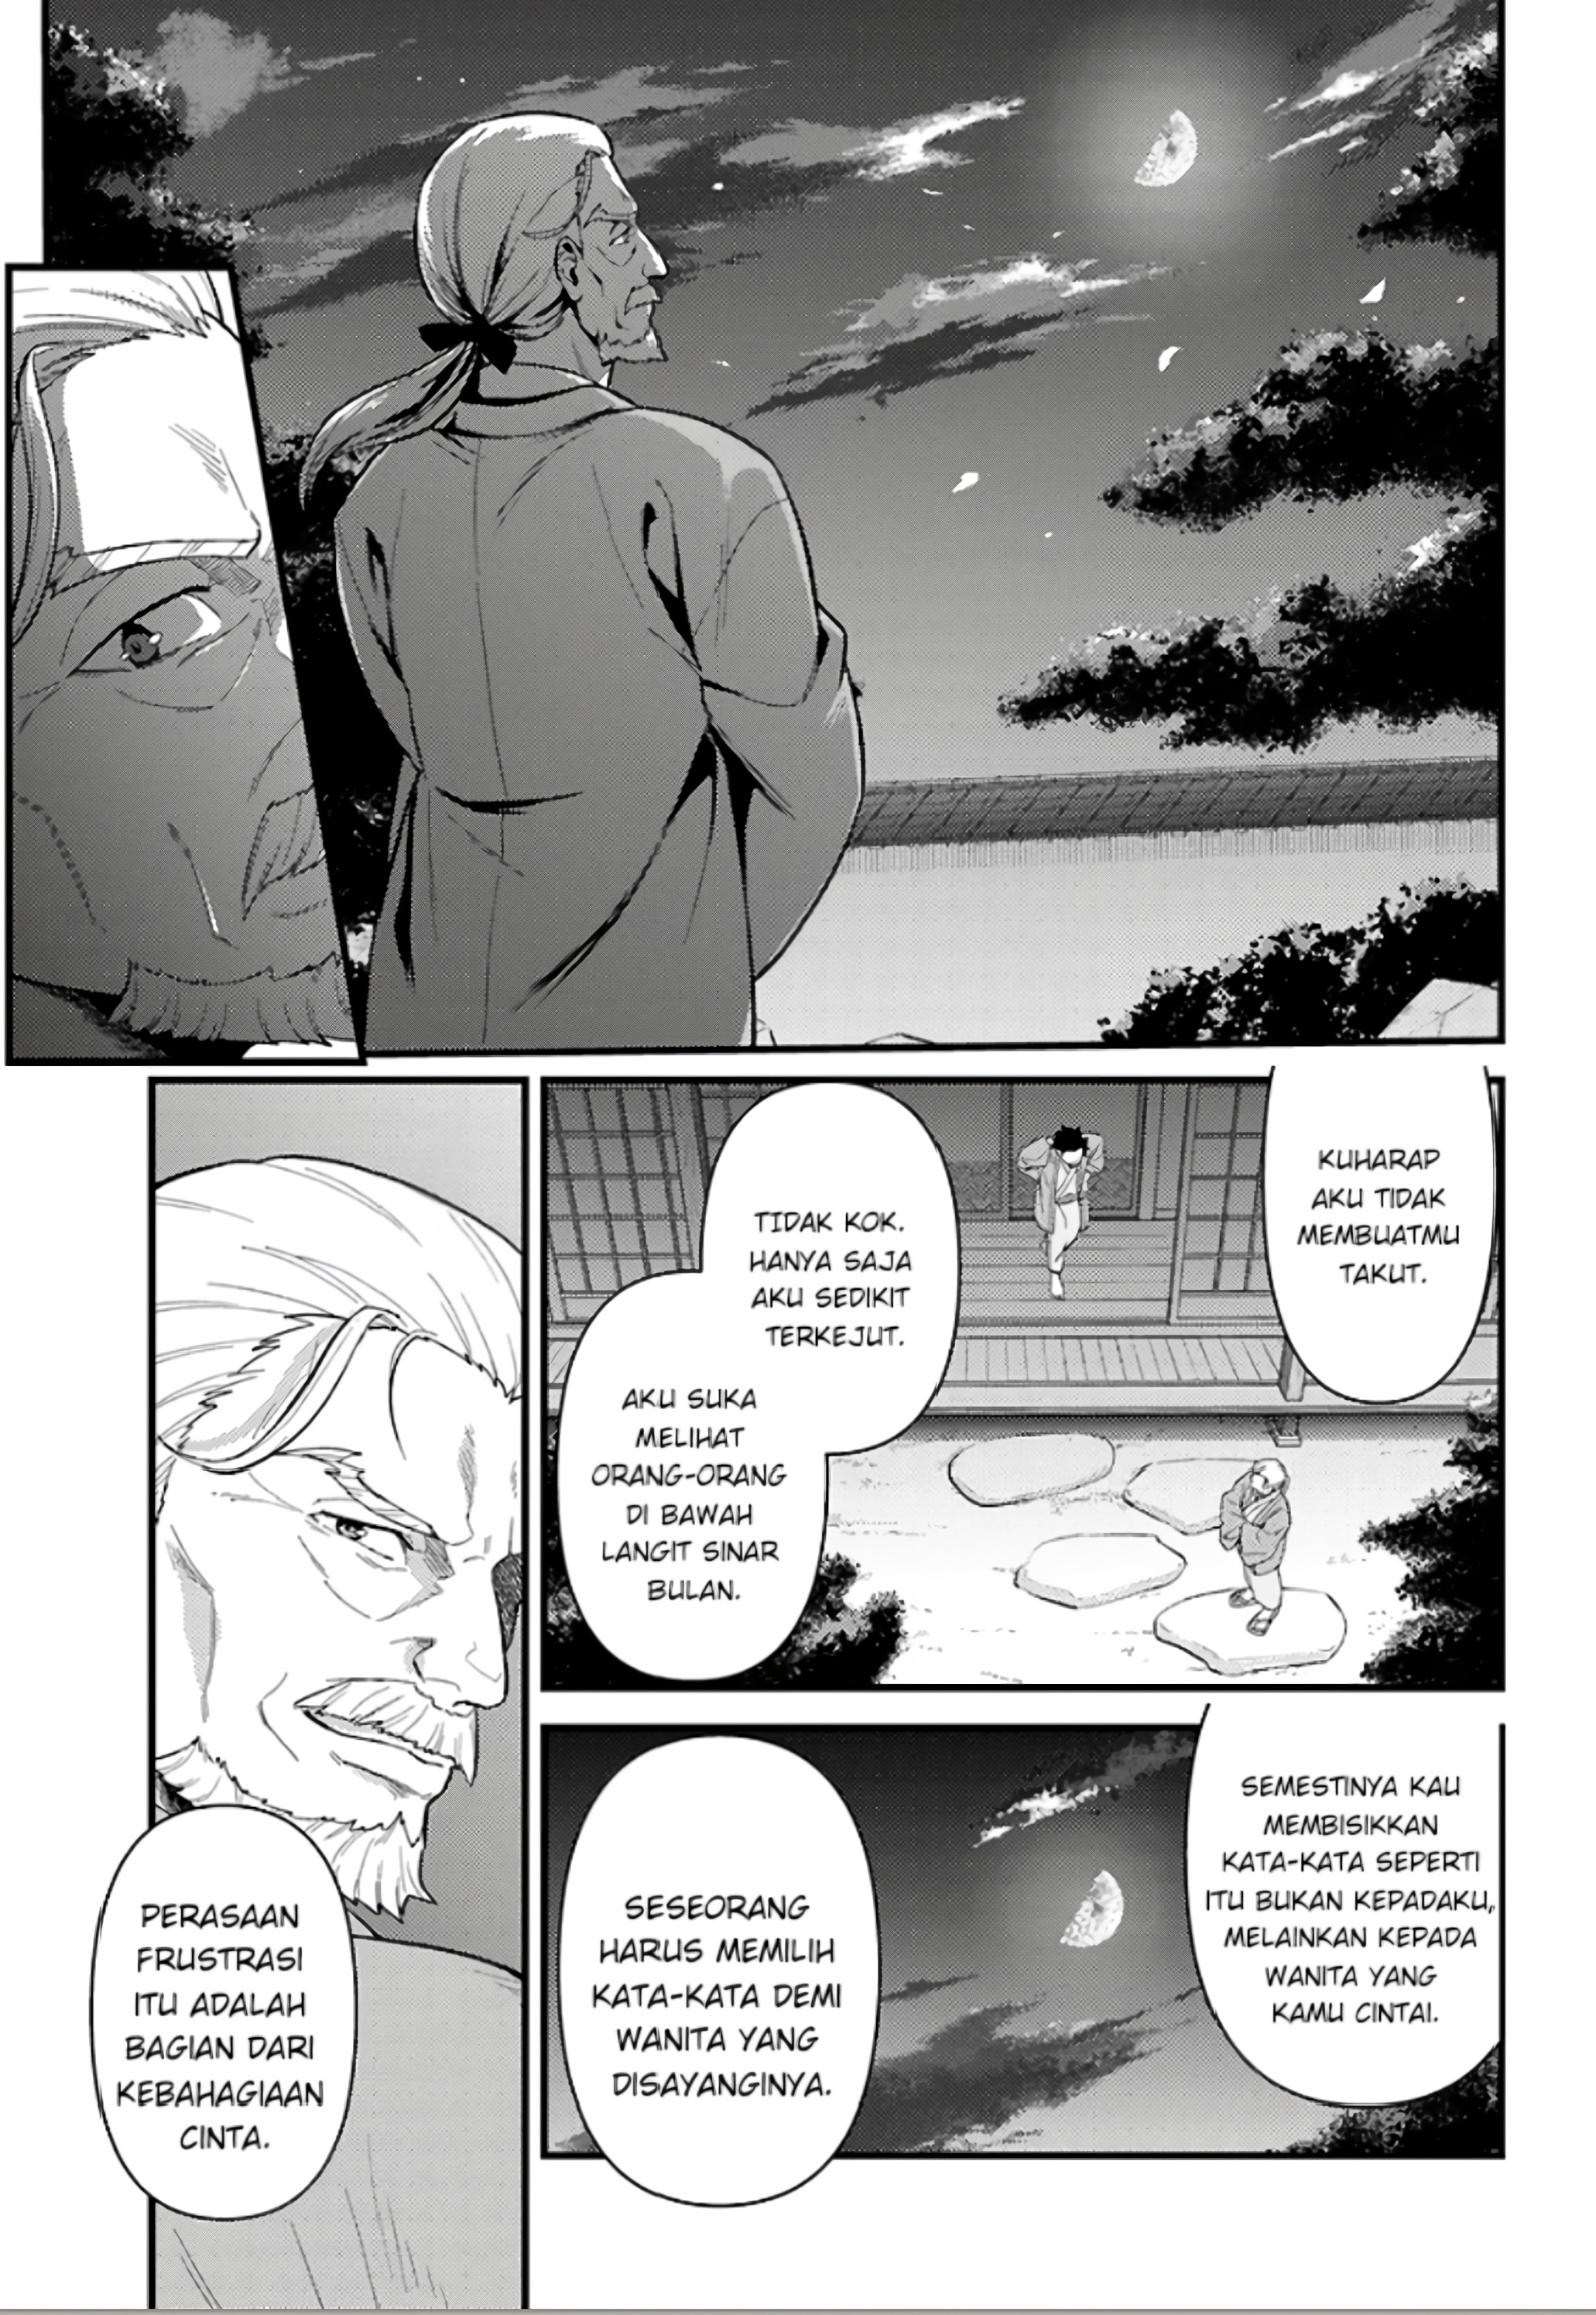 KUHARAP
AKU TIDAK
MEMBUATMU
TAKUT.
TIDAK KOK.
HANYA SAJA
AKU SEDIKIT
TERKEJUT.
AKU SUKA
MELIHAT
ORANG-ORANG
DI BAWAH
LANGIT SINAR
BULAN.
SEMESTINYA KAU
MEMBISIKKAN
KATA-KATA SEPERTI
ITU BUKAN KEPADAKU,
MELAINKAN KEPADA
WANITA YANG
KAMU CINTAI.
SESEORANG
HARUS MEMILIH
KATA-KATA DEMI
WANITA YANG
DISAYANGINYA.
PERASAAN
FRUSTRASI
ITU ADALAH
BAGIAN DARI
KEBAHAGIAAN
CINTA.